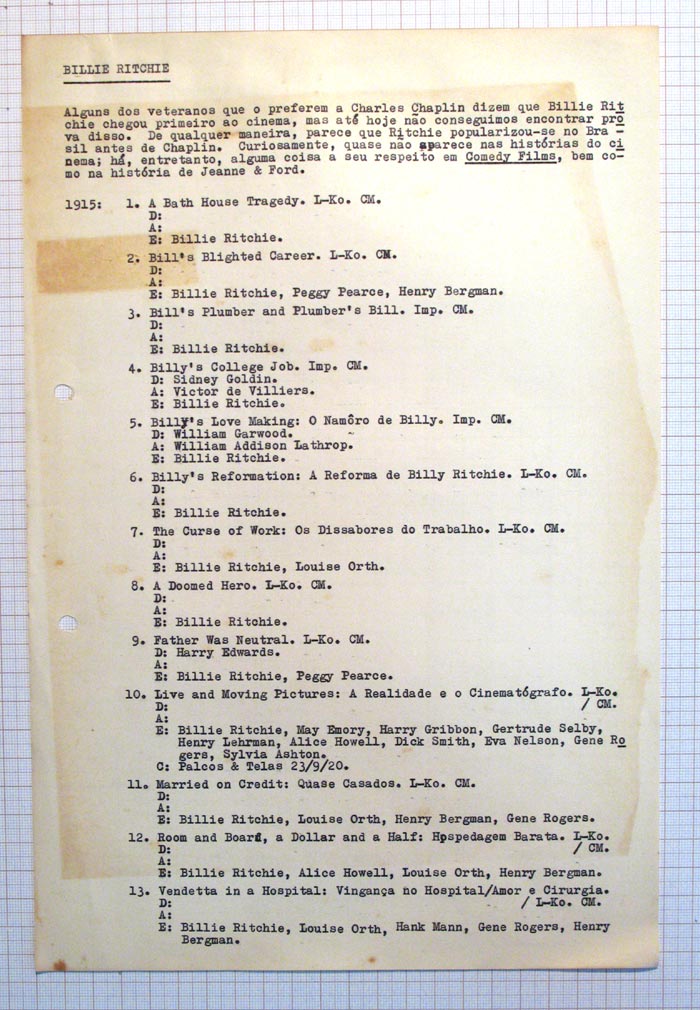 BILLIE RITCHIE
Alguns dos veteranos que o preferem a Charles Chaplin dizem que Billie Rit
chie chegou primeiro ao cinema, mas até hoje não conseguimos encontrar pro
va disso. De qualquer maneira, parece que Ritchie popularizou-se no Bra -
sil antes de Chaplin. Curiosamente, quase não aparece nas histórias do ci
nema; há, entretanto, alguma coisa a seu respeito em Comedy Films, bem co-
mo na história de Jeanne & Ford.
1915: 1. A Bath House Tragedy. L-Ko. CM.
D:
A:
E: Billie Ritchie.
2. Bill's Blighted Career. L-Ko. CM.
D:
A:
E: Billie Ritchie, Peggy Pearce, Henry Bergman.
3. Bill's Plumber and Plumber's Bill. Imp. CM.
D:
A:
E: Billie Ritchie.
4. Billy's College Job. Imp. CM.
D: Sidney Goldin.
A: Victor de Villiers.
E: Billie Ritchie.
5. Billy's Love Making: O Namôro de Billy. Imp. CM.
D: William Garwood.
A: William Addison Lathrop.
E: Billie Ritchie.
6. Billy's Reformation: A Reforma de Billy Ritchie. L-Ko. CM.
D:
A:
E: Billie Ritchie.
7. The Curse of Work: Os Dissabores do Trabalho. L-Ko. CM.
D:
A:
E: Billie Ritchie, Louise Orth.
8. A Doomed Hero. L-Ko. CM.
D:
A:
E: Billie Ritchie.
9. Father Was Neutral. L-Ko. CM.
D: Harry Edwards.
A:
E: Billie Ritchie, Peggy Pearce.
10. Live and Moving Pictures: A Realidade e o Cinematógrafo. L-Ko.
D: / CM.
A:
E: Billie Ritchie, May Emory, Harry Gribbon, Gertrude Selby,
Henry Lehrman, Alice Howell, Dick Smith, Eva Nelson, Gene Ro
gers, Sylvia Ashton.
C: Palcos & Telas 23/9/20.
11. Married on Credit: Quase Casados. L-Ko. CM.
D:
A:
E: Billie Ritchie, Louise Orth, Henry Bergman, Gene Rogers.
12. Room and Board, a Dollar and a Half: Hospedagem Barata. L-Ko.
D: / CM.
A:
E: Billie Ritchie, Alice Howell, Louise Orth, Henry Bergman.
13. Vendetta in a Hospital: Vingança no Hospital/Amor e Cirurgia.
D: / L-Ko. CM.
A:
E: Billie Ritchie, Louise Orth, Hank Mann, Gene Rogers, Henry
Bergman.